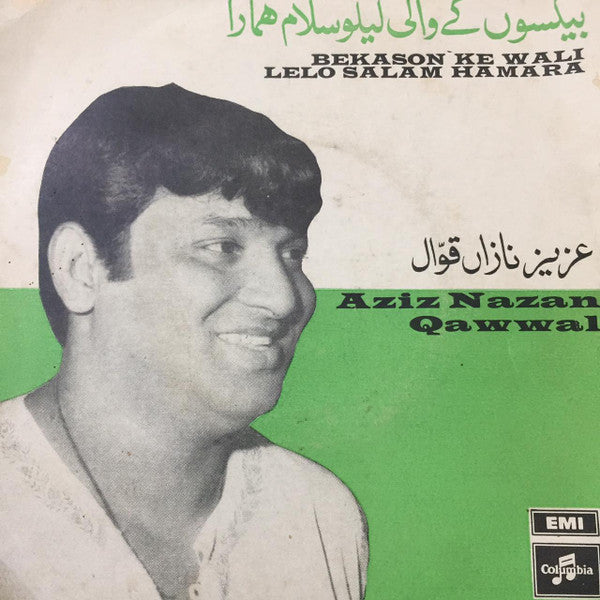 بیکسوں کے والی لیلو سلام ہمارا
BEKASON KE WALI
LELO SALAM HAMARA
عزیز نازاں قوّال
Aziz Nazan
Qawwal
EMI
Columbia